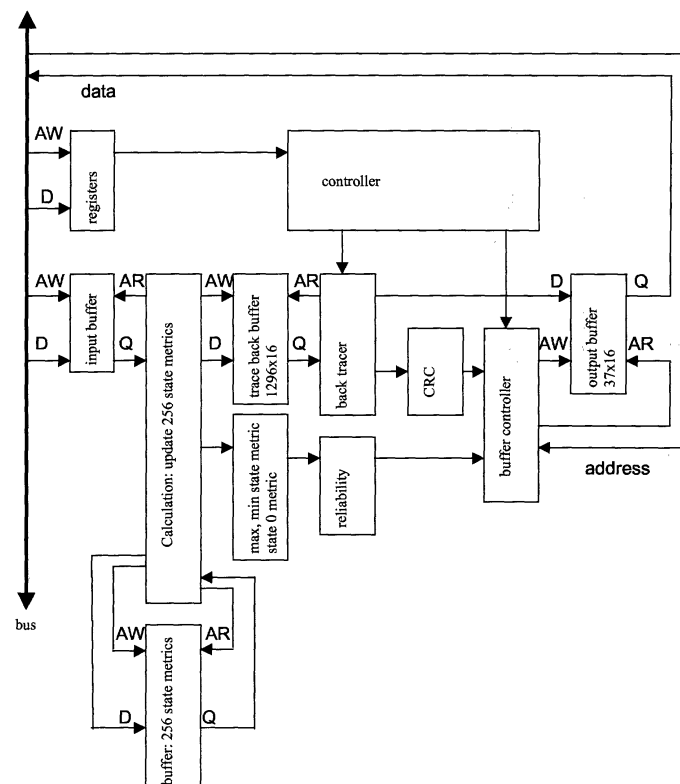 data
AW
D
registers
controller
AW
AR
AW
AR
D
Q
input buffer
D
Q
Calculation: update 256 state metrics
D
Q
trace back buffer
1296x16
back tracer
CRC
buffer controller
AW
AR
output buffer
37x16
max, min state metric
state 0 metric
reliability
address
bus
AW
AR
D
Q
buffer: 256 state metrics